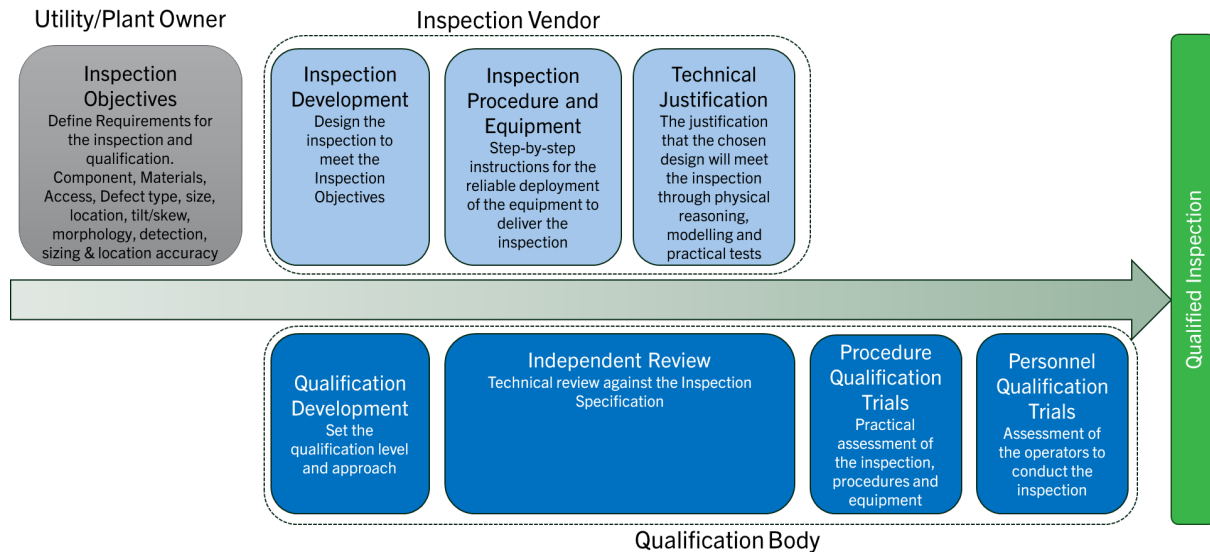 Utility/Plant Owner
Inspection Vendor
Inspection
Objectives
Define Requirements for
the inspection and
qualification.
Component, Materials,
Access, Defect type, size,
location, tilt/skew,
morphology, detection,
sizing & location accuracy
Inspection
Development
Design the
inspection to
meet the
Inspection
Objectives
Inspection
Procedure and
Equipment
Step-by-step
instructions for the
reliable deployment
of the equipment to
deliver the
inspection
Technical
Justification
The justification
that the chosen
design will meet
the inspection
through physical
reasoning,
modelling and
practical tests
Qualified Inspection
Qualification
Development
Set the
qualification level
and approach
Independent Review
Technical review against the Inspection
Specification
Procedure
Qualification
Trials
Practical
assessment of
the inspection,
procedures and
equipment
Personnel
Qualification
Trials
Assessment of
the operators to
conduct the
inspection
Qualification Body